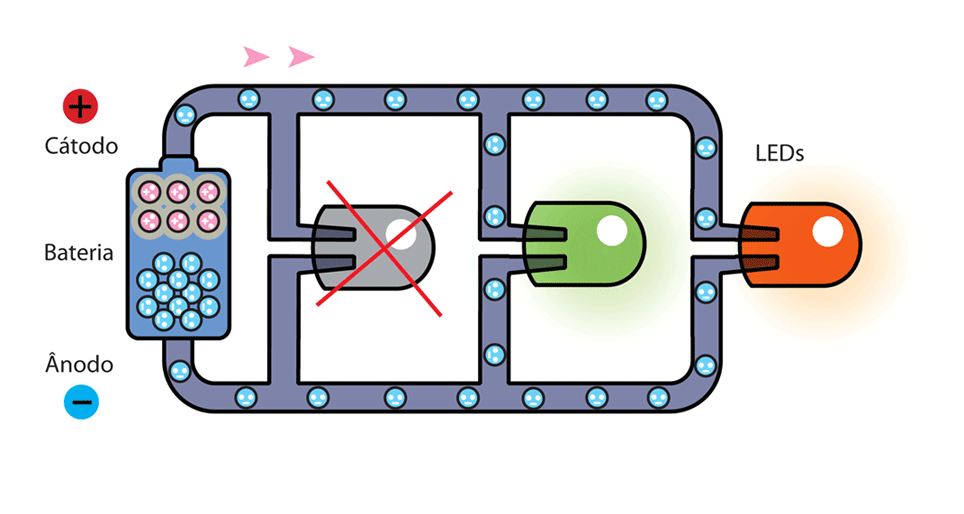 +
Cátodo
LEDs
Bateria
Ânodo
−